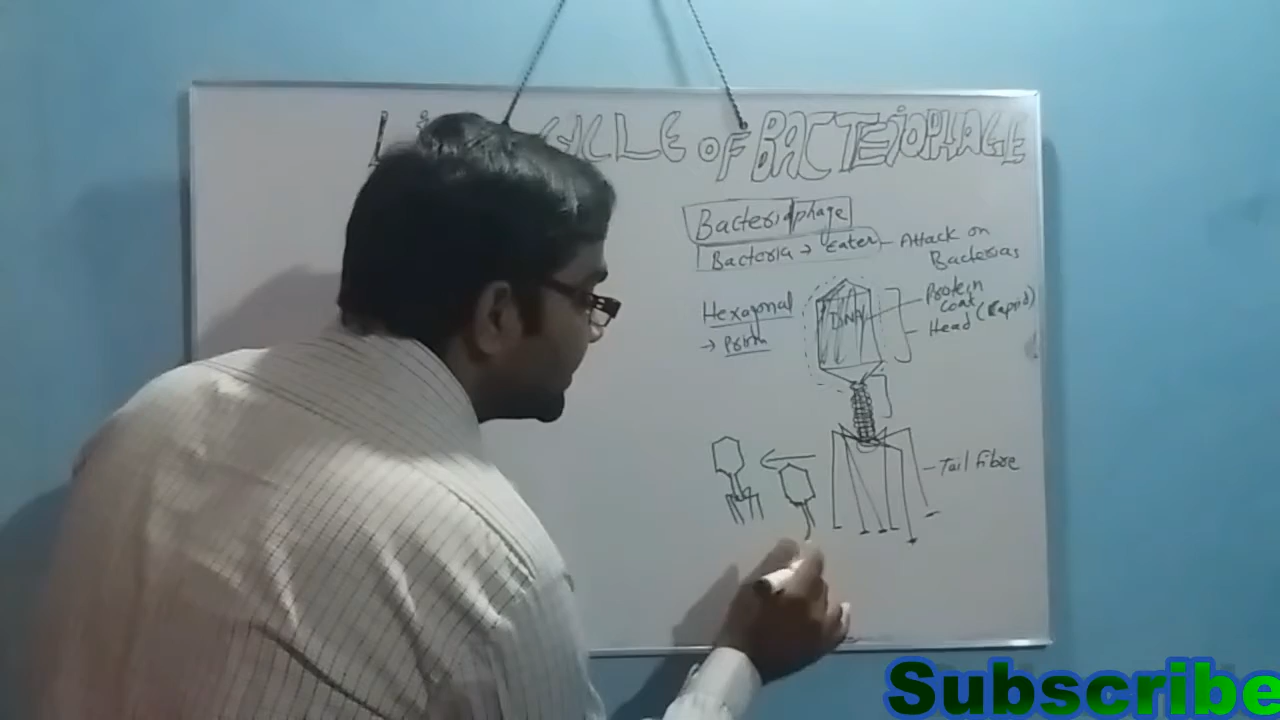 CYCLE OF BACTEriOPHAGE
Bacteriophage
Bacteria → Eater – Attack on
Bacterias
Hexagonal
→ Prism
DNA
Protein
Coat
Head (Capsid)
Tail fibre
Subscribe